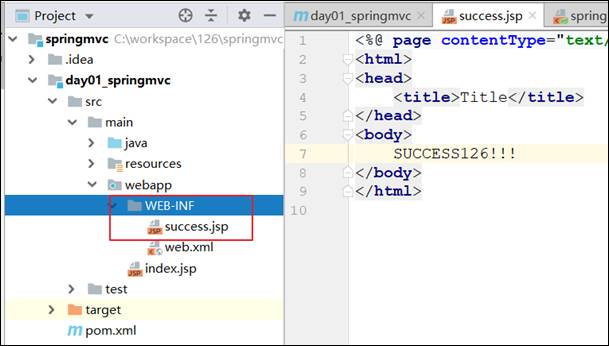 Project
springmvc C:\workspace\126\springmvc
.idea
day01_springmvc
src
main
java
resources
webapp
WEB-INF
success.jsp
web.xml
index.jsp
test
target
pom.xml
day01_springmvc success.jsp spring
1 <%@ page contentType="text/
2 <html>
3 <head>
4 <title>Title</title>
5 </head>
6 <body>
7 SUCCESS126!!!
8 </body>
9 </html>
10